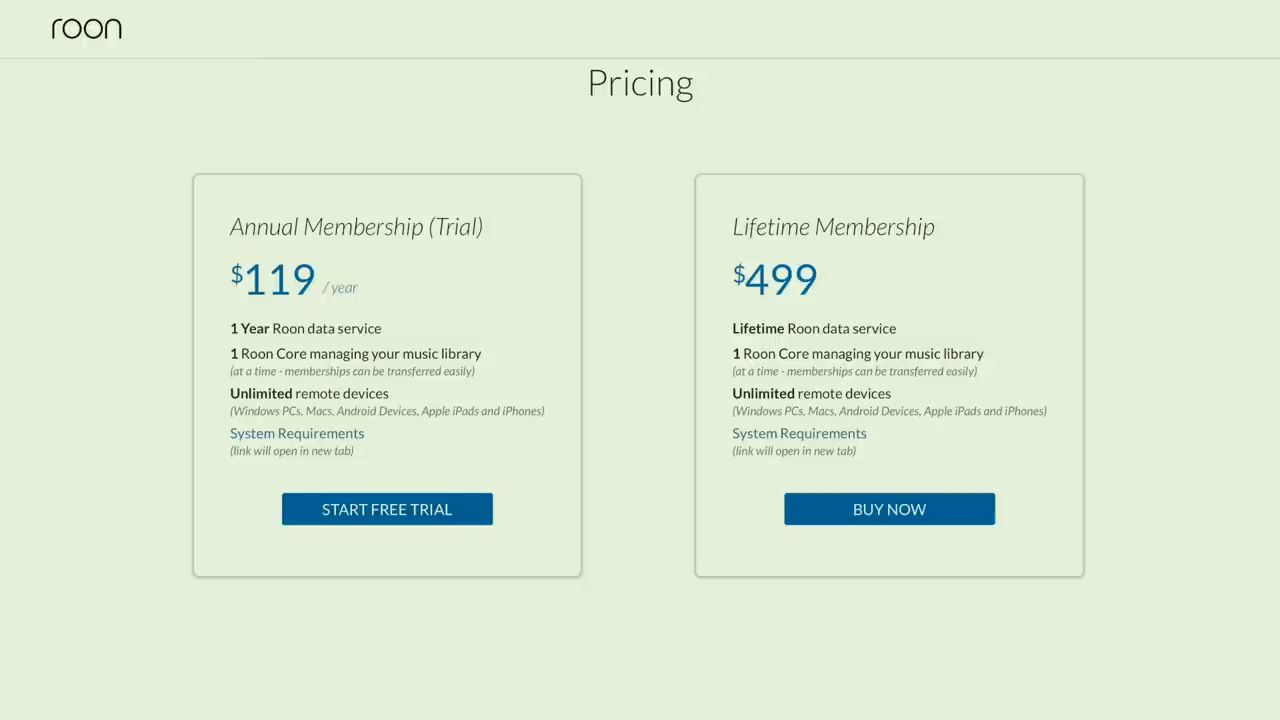 roon
Pricing
Annual Membership (Trial)
$119 / year
1 Year Roon data service
1 Roon Core managing your music library
(at a time - memberships can be transferred easily)
Unlimited remote devices
(Windows PCs, Macs, Android Devices, Apple iPads and iPhones)
System Requirements
(link will open in new tab)
START FREE TRIAL
Lifetime Membership
$499
Lifetime Roon data service
1 Roon Core managing your music library
(at a time - memberships can be transferred easily)
Unlimited remote devices
(Windows PCs, Macs, Android Devices, Apple iPads and iPhones)
System Requirements
(link will open in new tab)
BUY NOW